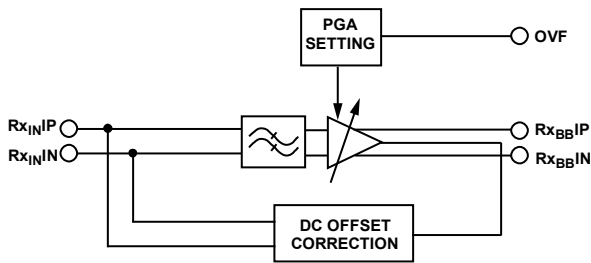 PGA
SETTING
OVF
RxINIP
RxININ
RxBBIP
RxBBIN
DC OFFSET
CORRECTION